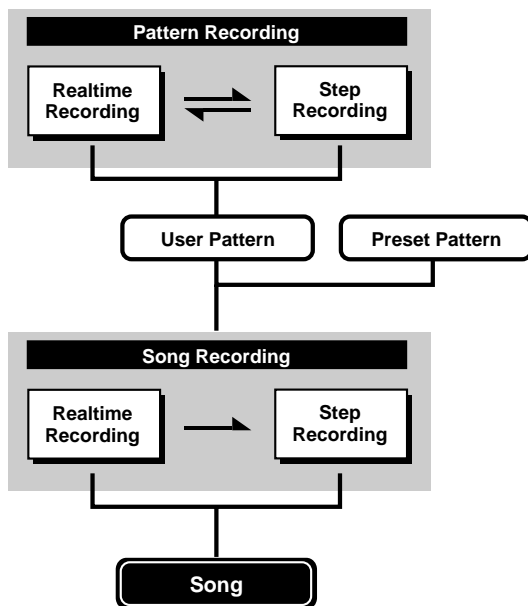 Pattern Recording
Realtime
Recording
Step
Recording
User Pattern
Preset Pattern
Song Recording
Realtime
Recording
Step
Recording
Song